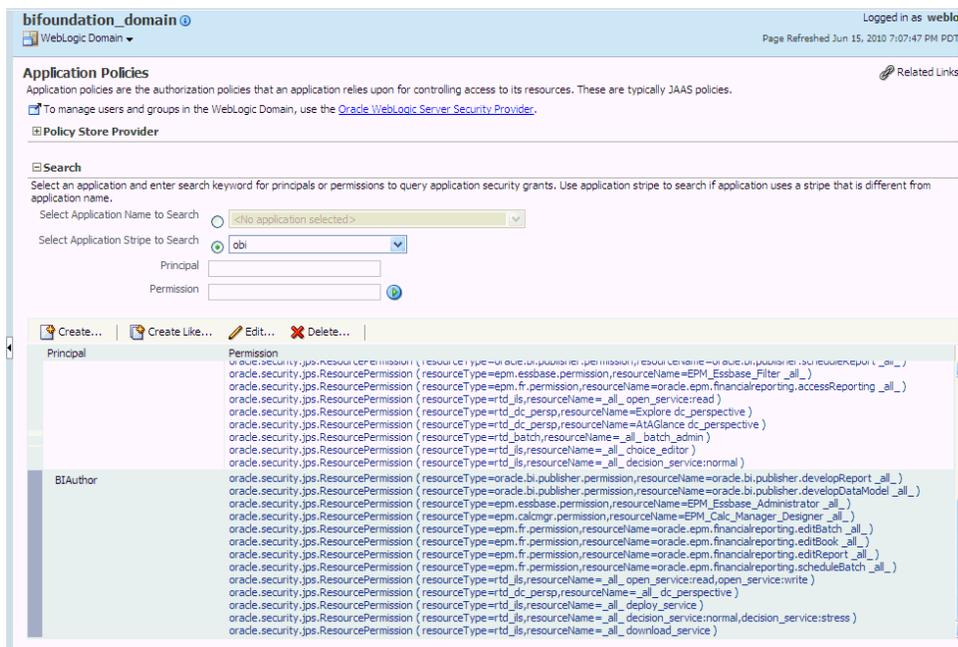 bifoundation_domain
Logged in as weblo
WebLogic Domain
Page Refreshed Jun 15, 2010 7:07:47 PM PDT
Application Policies
Related Links
Application policies are the authorization policies that an application relies upon for controlling access to its resources. These are typically JAAS policies.
To manage users and groups in the WebLogic Domain, use the Oracle WebLogic Server Security Provider.
Policy Store Provider
Search
Select an application and enter search keyword for principals or permissions to query application security grants. Use application stripe to search if application uses a stripe that is different from
application name.
Select Application Name to Search
<No application selected>
Select Application Stripe to Search
obi
Principal
Permission
Create... Create Like... Edit... Delete...
Principal Permission
oracle.security.jps.ResourcePermission ( resourceType=oracle.bi.publisher.permission,resourceName=oracle.bi.publisher.scheduleReport _all_ )
oracle.security.jps.ResourcePermission ( resourceType=epm.essbase.permission,resourceName=EPM_Essbase_Filter _all_ )
oracle.security.jps.ResourcePermission ( resourceType=epm.fr.permission,resourceName=oracle.epm.financialreporting.accessReporting _all_ )
oracle.security.jps.ResourcePermission ( resourceType=rtd_ils,resourceName=_all_ open_service:read )
oracle.security.jps.ResourcePermission ( resourceType=rtd_dc_persp,resourceName=Explore dc_perspective )
oracle.security.jps.ResourcePermission ( resourceType=rtd_dc_persp,resourceName=AtAGlance dc_perspective )
oracle.security.jps.ResourcePermission ( resourceType=rtd_batch,resourceName=_all_ batch_admin )
oracle.security.jps.ResourcePermission ( resourceType=rtd_ils,resourceName=_all_ choice_editor )
oracle.security.jps.ResourcePermission ( resourceType=rtd_ils,resourceName=_all_ decision_service:normal )
BIAuthor
oracle.security.jps.ResourcePermission ( resourceType=oracle.bi.publisher.permission,resourceName=oracle.bi.publisher.developReport _all_ )
oracle.security.jps.ResourcePermission ( resourceType=oracle.bi.publisher.permission,resourceName=oracle.bi.publisher.developDataModel _all_ )
oracle.security.jps.ResourcePermission ( resourceType=epm.essbase.permission,resourceName=EPM_Essbase_Administrator _all_ )
oracle.security.jps.ResourcePermission ( resourceType=epm.calcmgr.permission,resourceName=EPM_Calc_Manager_Designer _all_ )
oracle.security.jps.ResourcePermission ( resourceType=epm.fr.permission,resourceName=oracle.epm.financialreporting.editBatch _all_ )
oracle.security.jps.ResourcePermission ( resourceType=epm.fr.permission,resourceName=oracle.epm.financialreporting.editBook _all_ )
oracle.security.jps.ResourcePermission ( resourceType=epm.fr.permission,resourceName=oracle.epm.financialreporting.editReport _all_ )
oracle.security.jps.ResourcePermission ( resourceType=epm.fr.permission,resourceName=oracle.epm.financialreporting.scheduleBatch _all_ )
oracle.security.jps.ResourcePermission ( resourceType=rtd_ils,resourceName=_all_ open_service:read,open_service:write )
oracle.security.jps.ResourcePermission ( resourceType=rtd_dc_persp,resourceName=_all_ dc_perspective )
oracle.security.jps.ResourcePermission ( resourceType=rtd_ils,resourceName=_all_ deploy_service )
oracle.security.jps.ResourcePermission ( resourceType=rtd_ils,resourceName=_all_ decision_service:normal,decision_service:stress )
oracle.security.jps.ResourcePermission ( resourceType=rtd_ils,resourceName=_all_ download_service )